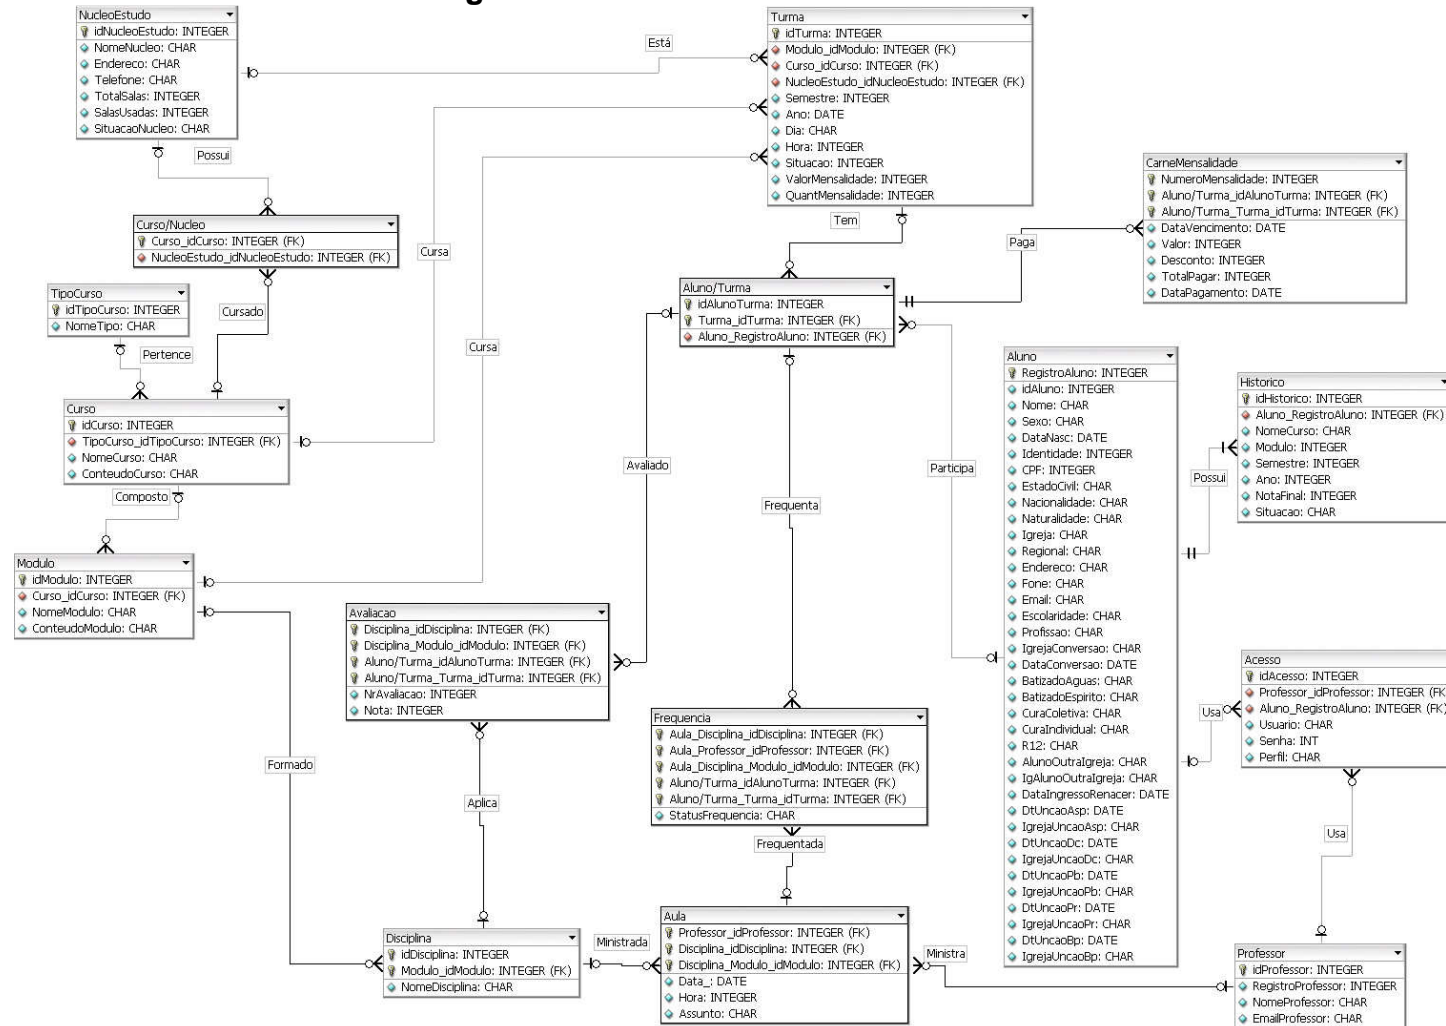 NucleoEstudo
idNucleoEstudo: INTEGER
NomeNucleo: CHAR
Endereco: CHAR
Telefone: CHAR
TotalSalas: INTEGER
SalasUsadas: INTEGER
SituacaoNucleo: CHAR
Está
Turma
idTurma: INTEGER
Modulo_idModulo: INTEGER (FK)
Curso_idCurso: INTEGER (FK)
NucleoEstudo_idNucleoEstudo: INTEGER (FK)
Semestre: INTEGER
Ano: DATE
Dia: CHAR
Hora: INTEGER
Situacao: INTEGER
ValorMensalidade: INTEGER
QuantMensalidade: INTEGER
Possui
Tem
CarneMensalidade
NumeroMensalidade: INTEGER
Aluno/Turma_idAlunoTurma: INTEGER (FK)
Aluno/Turma_Turma_idTurma: INTEGER (FK)
DataVencimento: DATE
Valor: INTEGER
Desconto: INTEGER
TotalPagar: INTEGER
DataPagamento: DATE
Curso/Nucleo
Curso_idCurso: INTEGER (FK)
NucleoEstudo_idNucleoEstudo: INTEGER (FK)
Cursa
Paga
TipoCurso
idTipoCurso: INTEGER
NomeTipo: CHAR
Cursado
Aluno/Turma
idAlunoTurma: INTEGER
Turma_idTurma: INTEGER (FK)
Aluno_RegistroAluno: INTEGER (FK)
Pertence
Cursa
Curso
idCurso: INTEGER
TipoCurso_idTipoCurso: INTEGER (FK)
NomeCurso: CHAR
ConteudoCurso: CHAR
Composto
Avaliado
Frequenta
Participa
Aluno
RegistroAluno: INTEGER
idAluno: INTEGER
Nome: CHAR
Sexo: CHAR
DataNasc: DATE
Identidade: INTEGER
CPF: INTEGER
EstadoCivil: CHAR
Nacionalidade: CHAR
Naturalidade: CHAR
Igreja: CHAR
Regional: CHAR
Endereco: CHAR
Fone: CHAR
Email: CHAR
Escolaridade: CHAR
Profissao: CHAR
IgrejaConversao: CHAR
DataConversao: DATE
BatizadoAguas: CHAR
BatizadoEspirito: CHAR
CuraColetiva: CHAR
CuraIndividual: CHAR
R12: CHAR
AlunoOutraIgreja: CHAR
IgAlunoOutraIgreja: CHAR
DataIngressoRenacer: DATE
DtUncaoAsp: DATE
IgrejaUncaoAsp: CHAR
DtUncaoDc: DATE
IgrejaUncaoDc: CHAR
DtUncaoPb: DATE
IgrejaUncaoPb: CHAR
DtUncaoPr: DATE
IgrejaUncaoPr: CHAR
DtUncaoBp: DATE
IgrejaUncaoBp: CHAR
Historico
idHistorico: INTEGER
Aluno_RegistroAluno: INTEGER (FK)
NomeCurso: CHAR
Modulo: INTEGER
Semestre: INTEGER
Ano: INTEGER
NotaFinal: INTEGER
Situacao: CHAR
Possui
Modulo
idModulo: INTEGER
Curso_idCurso: INTEGER (FK)
NomeModulo: CHAR
ConteudoModulo: CHAR
Avaliacao
Disciplina_idDisciplina: INTEGER (FK)
Disciplina_Modulo_idModulo: INTEGER (FK)
Aluno/Turma_idAlunoTurma: INTEGER (FK)
Aluno/Turma_Turma_idTurma: INTEGER (FK)
NrAvaliacao: INTEGER
Nota: INTEGER
Acesso
idAcesso: INTEGER
Professor_idProfessor: INTEGER (FK
Aluno_RegistroAluno: INTEGER (FK)
Usuario: CHAR
Senha: INT
Perfil: CHAR
Usa
Frequencia
Aula_Disciplina_idDisciplina: INTEGER (FK)
Aula_Professor_idProfessor: INTEGER (FK)
Aula_Disciplina_Modulo_idModulo: INTEGER (FK)
Aluno/Turma_idAlunoTurma: INTEGER (FK)
Aluno/Turma_Turma_idTurma: INTEGER (FK)
StatusFrequencia: CHAR
Formado
Aplica
Frequentada
Usa
Disciplina
idDisciplina: INTEGER
Modulo_idModulo: INTEGER (FK)
NomeDisciplina: CHAR
Ministrada
Aula
Professor_idProfessor: INTEGER (FK)
Disciplina_idDisciplina: INTEGER (FK)
Disciplina_Modulo_idModulo: INTEGER (FK)
Data_: DATE
Hora: INTEGER
Assunto: CHAR
Ministra
Professor
idProfessor: INTEGER
RegistroProfessor: INTEGER
NomeProfessor: CHAR
EmailProfessor: CHAR